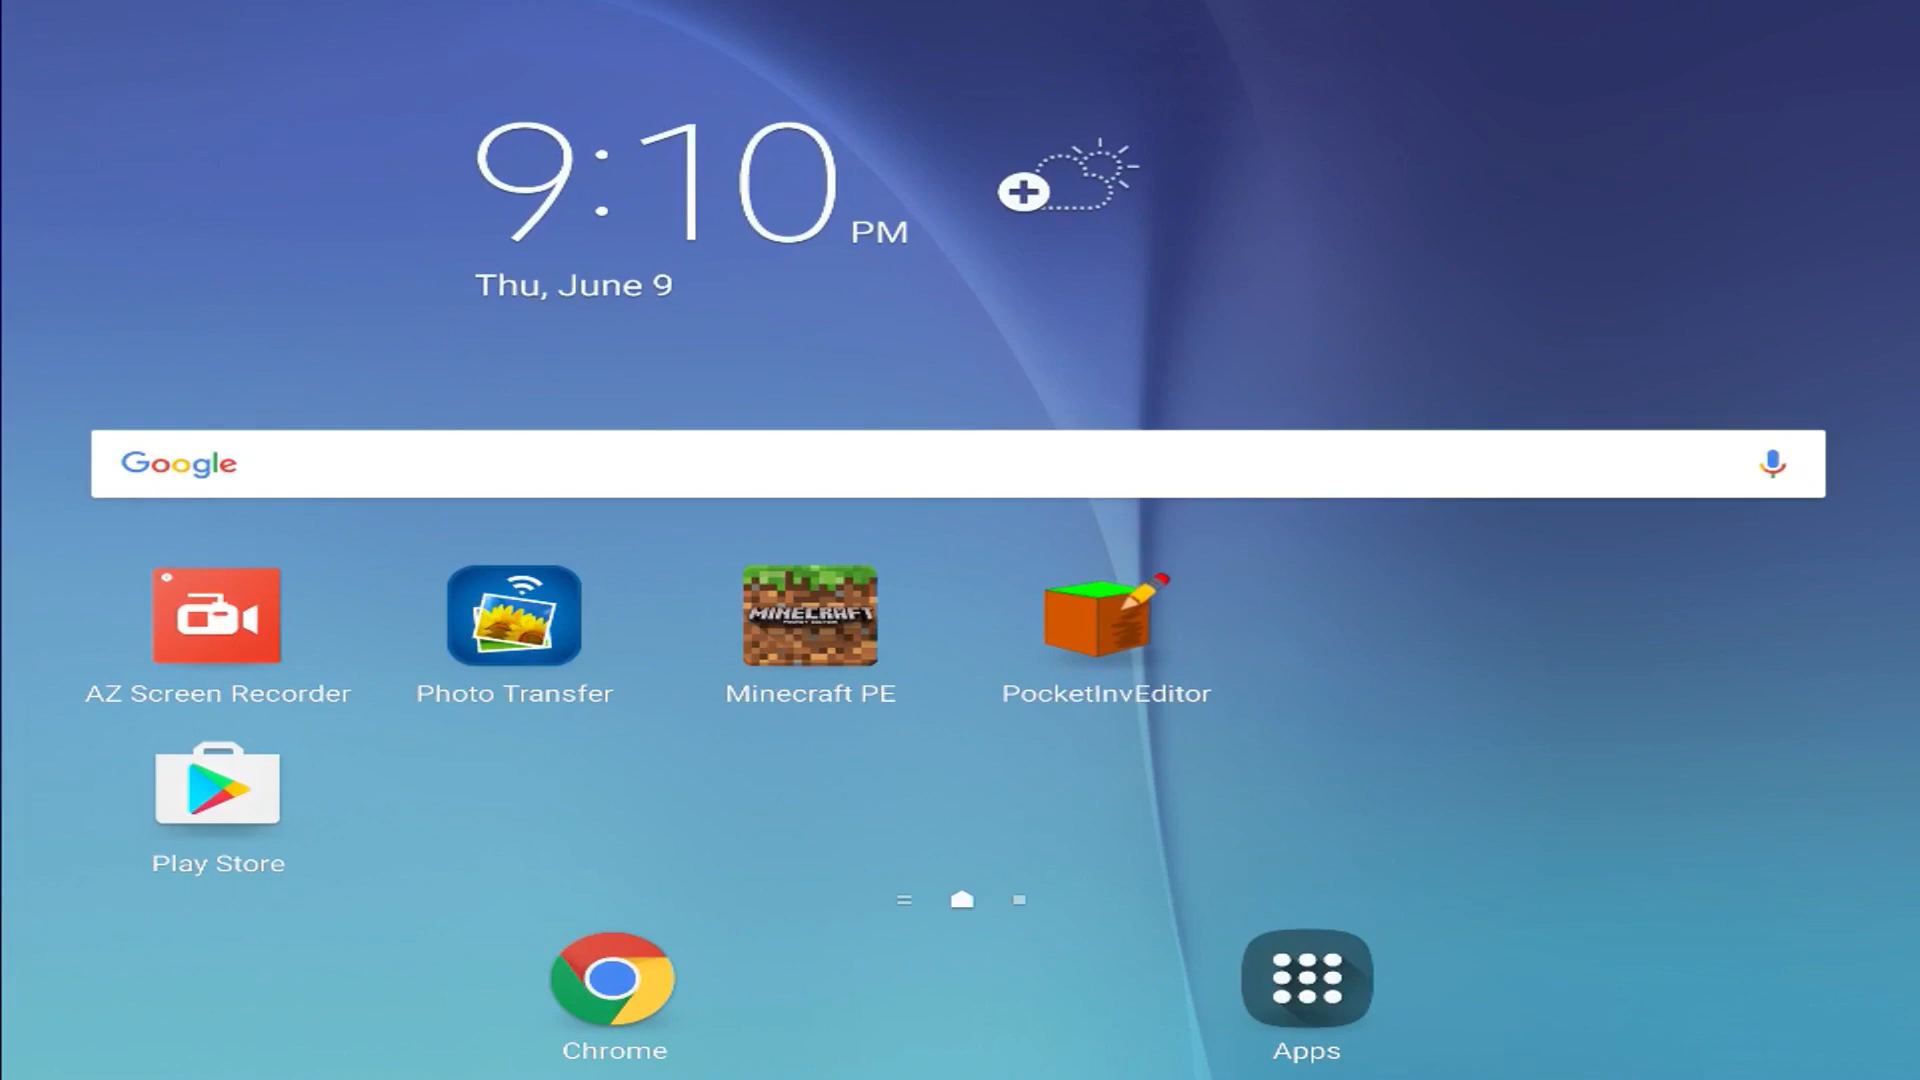 9:10 PM
Thu, June 9
Google
MINECRAFT
AZ Screen Recorder
Photo Transfer
Minecraft PE
PocketInvEditor
Play Store
Chrome
Apps